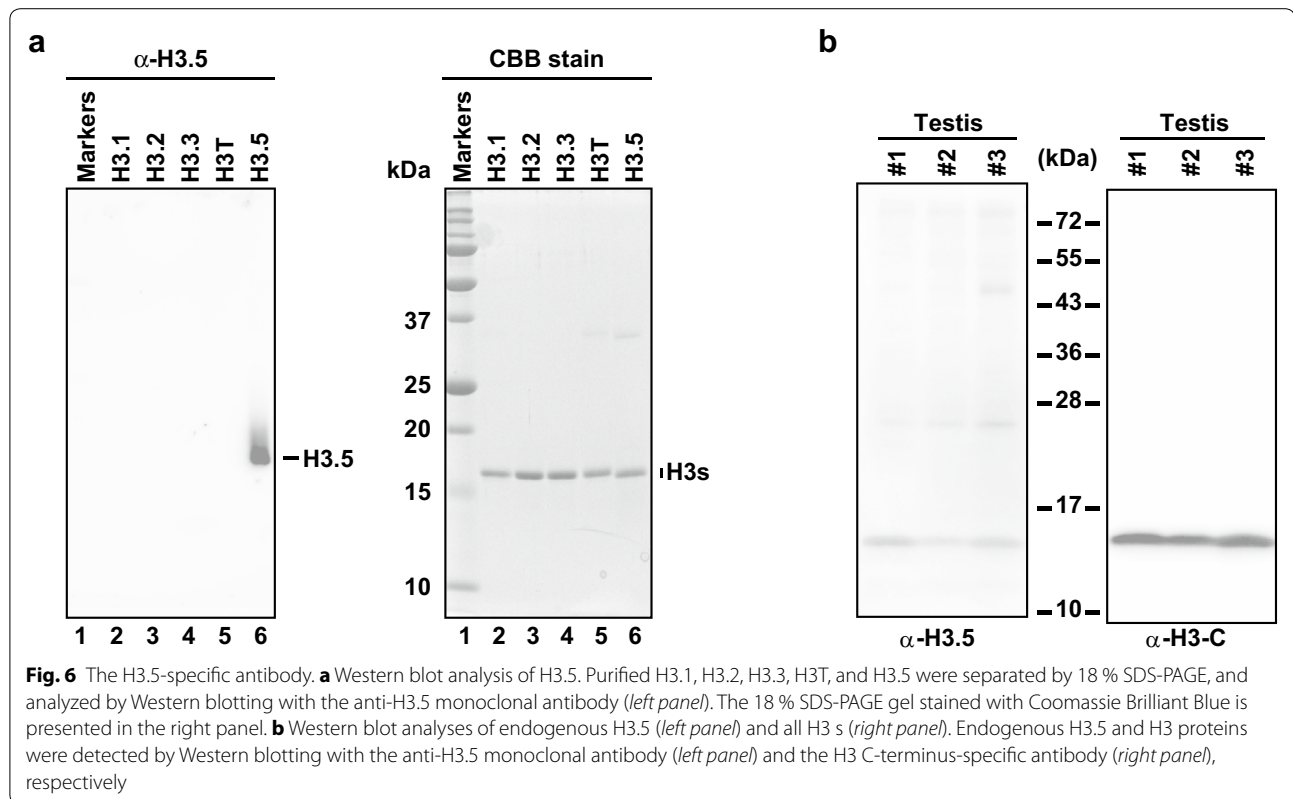 a
α-H3.5
Markers
H3.1
H3.2
H3.3
H3T
H3.5
H3.5
1 2 3 4 5 6
CBB stain
kDa
Markers
H3.1
H3.2
H3.3
H3T
H3.5
37
25
20
15
10
H3s
1 2 3 4 5 6
b
Testis
#1 #2 #3
(kDa)
72
55
43
36
28
17
10
α-H3.5
Testis
#1 #2 #3
α-H3-C
Fig. 6 The H3.5-specific antibody. a Western blot analysis of H3.5. Purified H3.1, H3.2, H3.3, H3T, and H3.5 were separated by 18 % SDS-PAGE, and
analyzed by Western blotting with the anti-H3.5 monoclonal antibody (left panel). The 18 % SDS-PAGE gel stained with Coomassie Brilliant Blue is
presented in the right panel. b Western blot analyses of endogenous H3.5 (left panel) and all H3 s (right panel). Endogenous H3.5 and H3 proteins
were detected by Western blotting with the anti-H3.5 monoclonal antibody (left panel) and the H3 C-terminus-specific antibody (right panel),
respectively